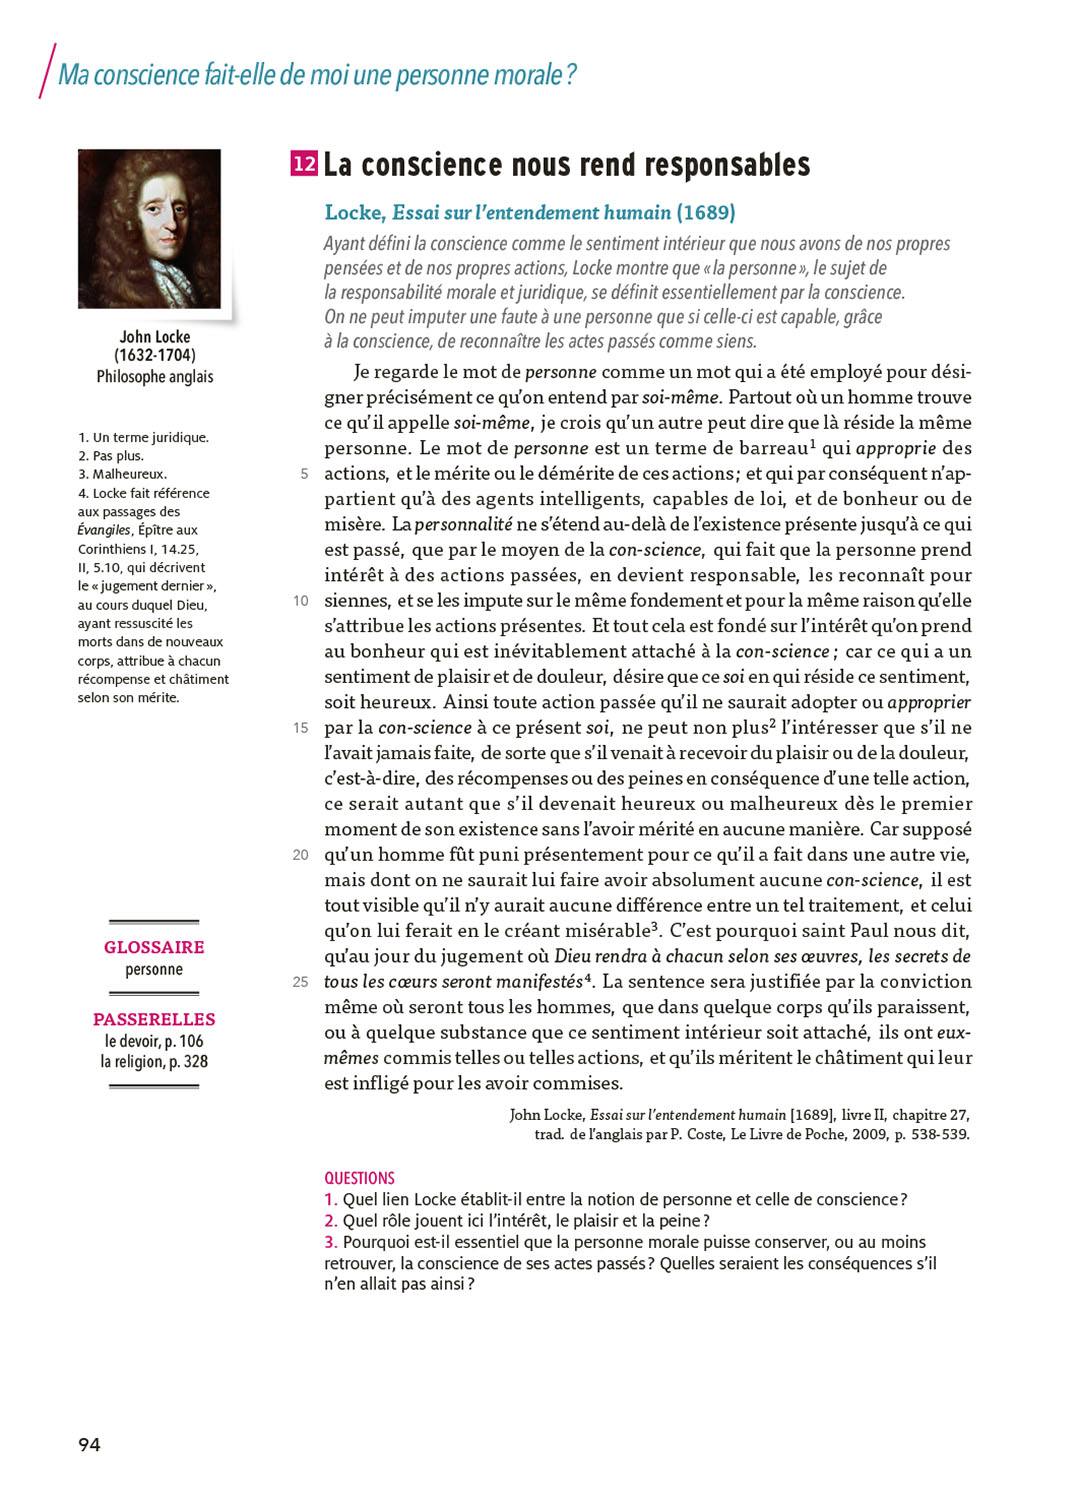 Ma conscience fait-elle de moi une personne morale ?
John Locke
(1632-1704)
Philosophe anglais
1. Un terme juridique.
2. Pas plus.
3. Malheureux.
4. Locke fait référence
aux passages des
Évangiles, Épître aux
Corinthiens I, 14.25,
II, 5.10, qui décrivent
le « jugement dernier »,
au cours duquel Dieu,
ayant ressuscité les
morts dans de nouveaux
corps, attribue à chacun
récompense et châtiment
selon son mérite.
GLOSSAIRE
personne
PASSERELLES
le devoir, p. 106
la religion, p. 328
12 La conscience nous rend responsables
Locke, Essai sur l'entendement humain (1689)
Ayant défini la conscience comme le sentiment intérieur que nous avons de nos propres
pensées et de nos propres actions, Locke montre que « la personne », le sujet de
la responsabilité morale et juridique, se définit essentiellement par la conscience.
On ne peut imputer une faute à une personne que si celle-ci est capable, grâce
à la conscience, de reconnaître les actes passés comme siens.
Je regarde le mot de personne comme un mot qui a été employé pour dési-
gner précisément ce qu'on entend par soi-même. Partout où un homme trouve
ce qu'il appelle soi-même, je crois qu'un autre peut dire que là réside la même
personne. Le mot de personne est un terme de barreau¹ qui approprie des
5 actions, et le mérite ou le démérite de ces actions ; et qui par conséquent n'ap-
partient qu'à des agents intelligents, capables de loi, et de bonheur ou de
misère. La personnalité ne s'étend au-delà de l'existence présente jusqu'à ce qui
est passé, que par le moyen de la con-science, qui fait que la personne prend
intérêt à des actions passées, en devient responsable, les reconnaît pour
10 siennes, et se les impute sur le même fondement et pour la même raison qu'elle
s'attribue les actions présentes. Et tout cela est fondé sur l'intérêt qu'on prend
au bonheur qui est inévitablement attaché à la con-science ; car ce qui a un
sentiment de plaisir et de douleur, désire que ce soi en qui réside ce sentiment,
soit heureux. Ainsi toute action passée qu'il ne saurait adopter ou approprier
15 par la con-science à ce présent soi, ne peut non plus² l'intéresser que s'il ne
l'avait jamais faite, de sorte que s'il venait à recevoir du plaisir ou de la douleur,
c'est-à-dire, des récompenses ou des peines en conséquence d'une telle action,
ce serait autant que s'il devenait heureux ou malheureux dès le premier
moment de son existence sans l'avoir mérité en aucune manière. Car supposé
20 qu'un homme fût puni présentement pour ce qu'il a fait dans une autre vie,
mais dont on ne saurait lui faire avoir absolument aucune con-science, il est
tout visible qu'il n'y aurait aucune différence entre un tel traitement, et celui
qu'on lui ferait en le créant misérable³. C'est pourquoi saint Paul nous dit,
qu'au jour du jugement où Dieu rendra à chacun selon ses œuvres, les secrets de
25 tous les cœurs seront manifestés⁴. La sentence sera justifiée par la conviction
même où seront tous les hommes, que dans quelque corps qu'ils paraissent,
ou à quelque substance que ce sentiment intérieur soit attaché, ils ont eux-
mêmes commis telles ou telles actions, et qu'ils méritent le châtiment qui leur
est infligé pour les avoir commises.
John Locke, Essai sur l'entendement humain [1689], livre II, chapitre 27,
trad. de l'anglais par P. Coste, Le Livre de Poche, 2009, p. 538-539.
QUESTIONS
1. Quel lien Locke établit-il entre la notion de personne et celle de conscience ?
2. Quel rôle jouent ici l'intérêt, le plaisir et la peine ?
3. Pourquoi est-il essentiel que la personne morale puisse conserver, ou au moins
retrouver, la conscience de ses actes passés ? Quelles seraient les conséquences s'il
n'en allait pas ainsi ?
94